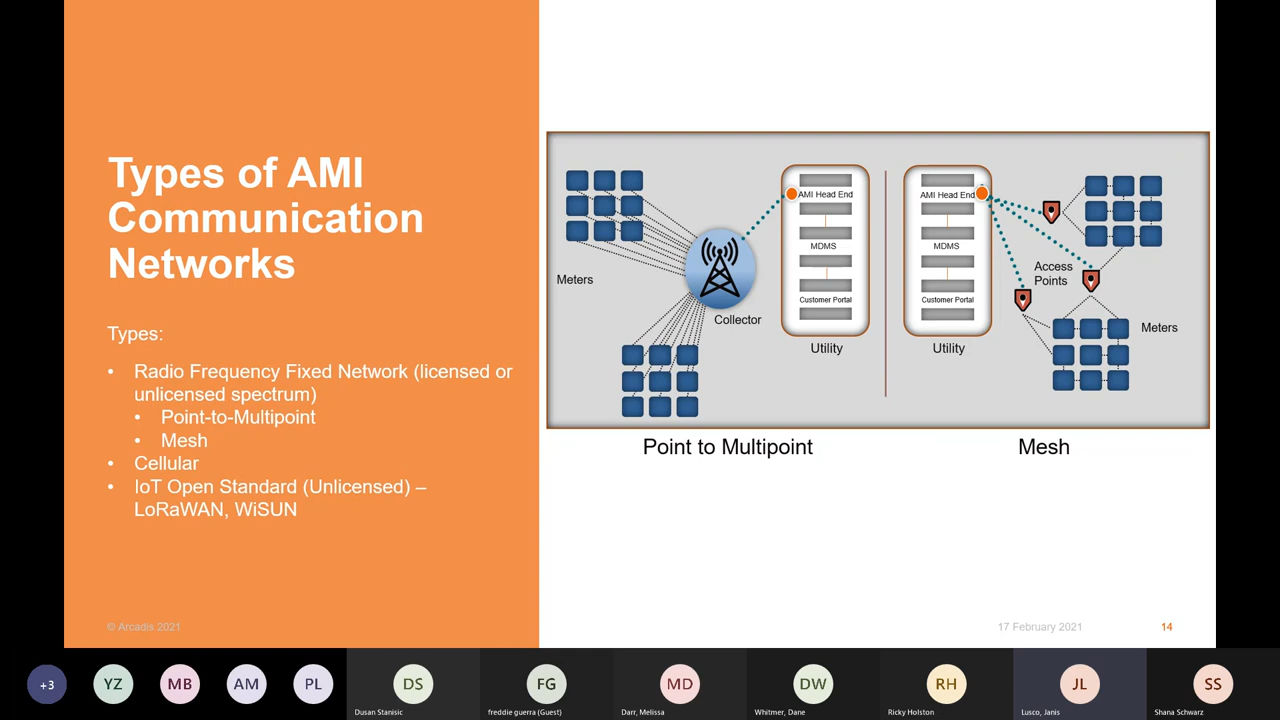 Types of AMI
Communication
Networks
Types:
• Radio Frequency Fixed Network (licensed or
unlicensed spectrum)
• Point-to-Multipoint
• Mesh
• Cellular
• IoT Open Standard (Unlicensed) –
LoRaWAN, WiSUN
© Arcadis 2021
Meters
Collector
AMI Head End
MDMS
Customer Portal
Utility
AMI Head End
MDMS
Customer Portal
Utility
Access
Points
Meters
Point to Multipoint
Mesh
17 February 2021
14
+3
YZ
MB
AM
PL
DS
Dusan Stanisic
FG
freddie guerra (Guest)
MD
Darr, Melissa
DW
Whitmer, Dane
RH
Ricky Holston
JL
Lusco, Janis
SS
Shana Schwarz